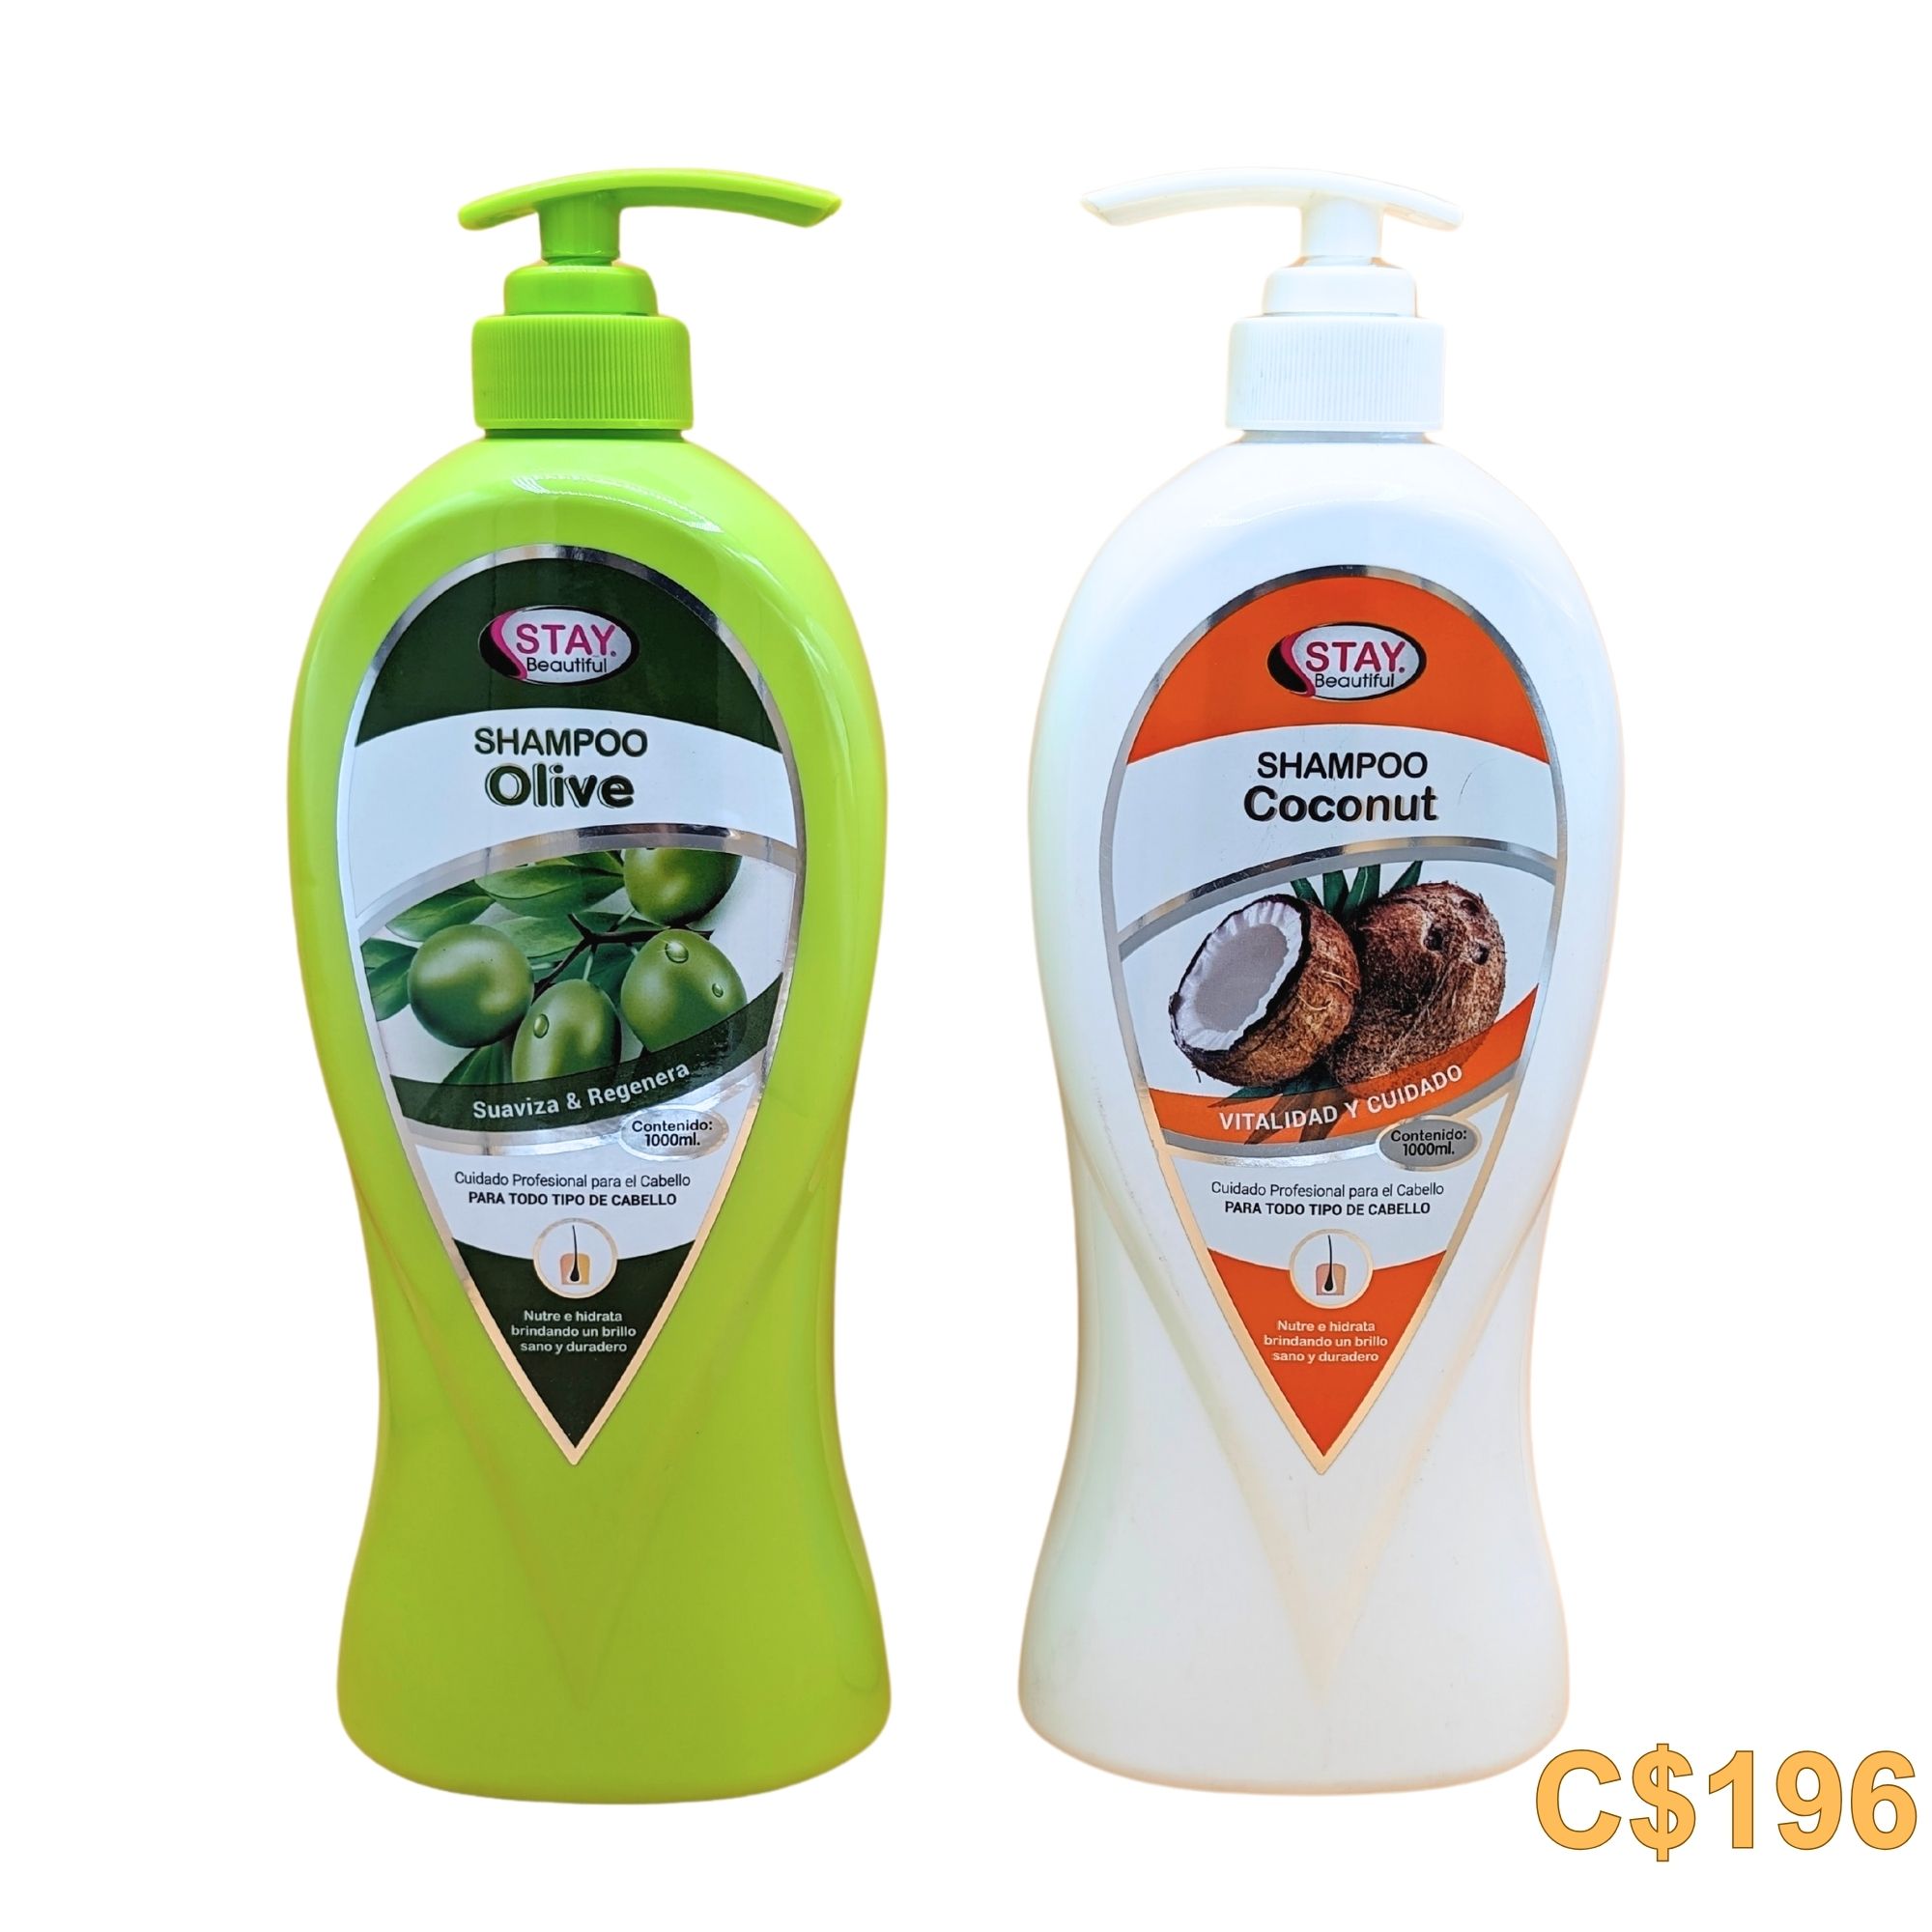 STAY
Beautiful
SHAMPOO
Olive
Suaviza & Regenera
Contenido:
1000ml.
Cuidado Profesional para el Cabello
PARA TODO TIPO DE CABELLO
Nutre e hidrata
brindando un brillo
sano y duradero
STAY
Beautiful
SHAMPOO
Coconut
VITALIDAD Y CUIDADO
Contenido:
1000ml.
Cuidado Profesional para el Cabello
PARA TODO TIPO DE CABELLO
Nutre e hidrata
brindando un brillo
sano y duradero
C$196